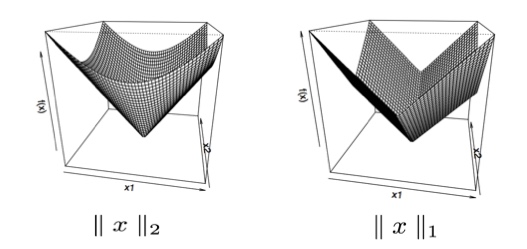 f(x)
x2
x1
∥ x ∥₂
f(x)
x2
x1
∥ x ∥₁